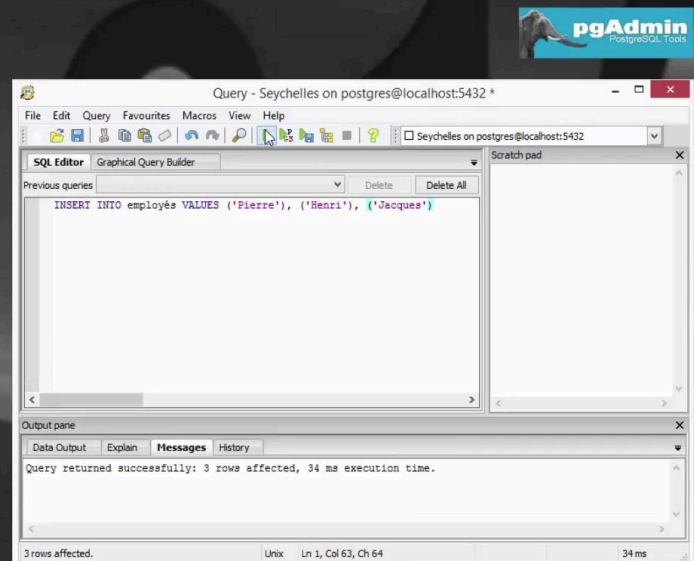 pgAdmin
PostgreSQL Tools
Query - Seychelles on postgres@localhost:5432 *
File Edit Query Favourites Macros View Help
Seychelles on postgres@localhost:5432
SQL Editor Graphical Query Builder
Scratch pad
Previous queries Delete Delete All
INSERT INTO employés VALUES ('Pierre'), ('Henri'), ('Jacques')
Output pane
Data Output Explain Messages History
Query returned successfully: 3 rows affected, 34 ms execution time.
3 rows affected. Unix Ln 1, Col 63, Ch 64 34 ms